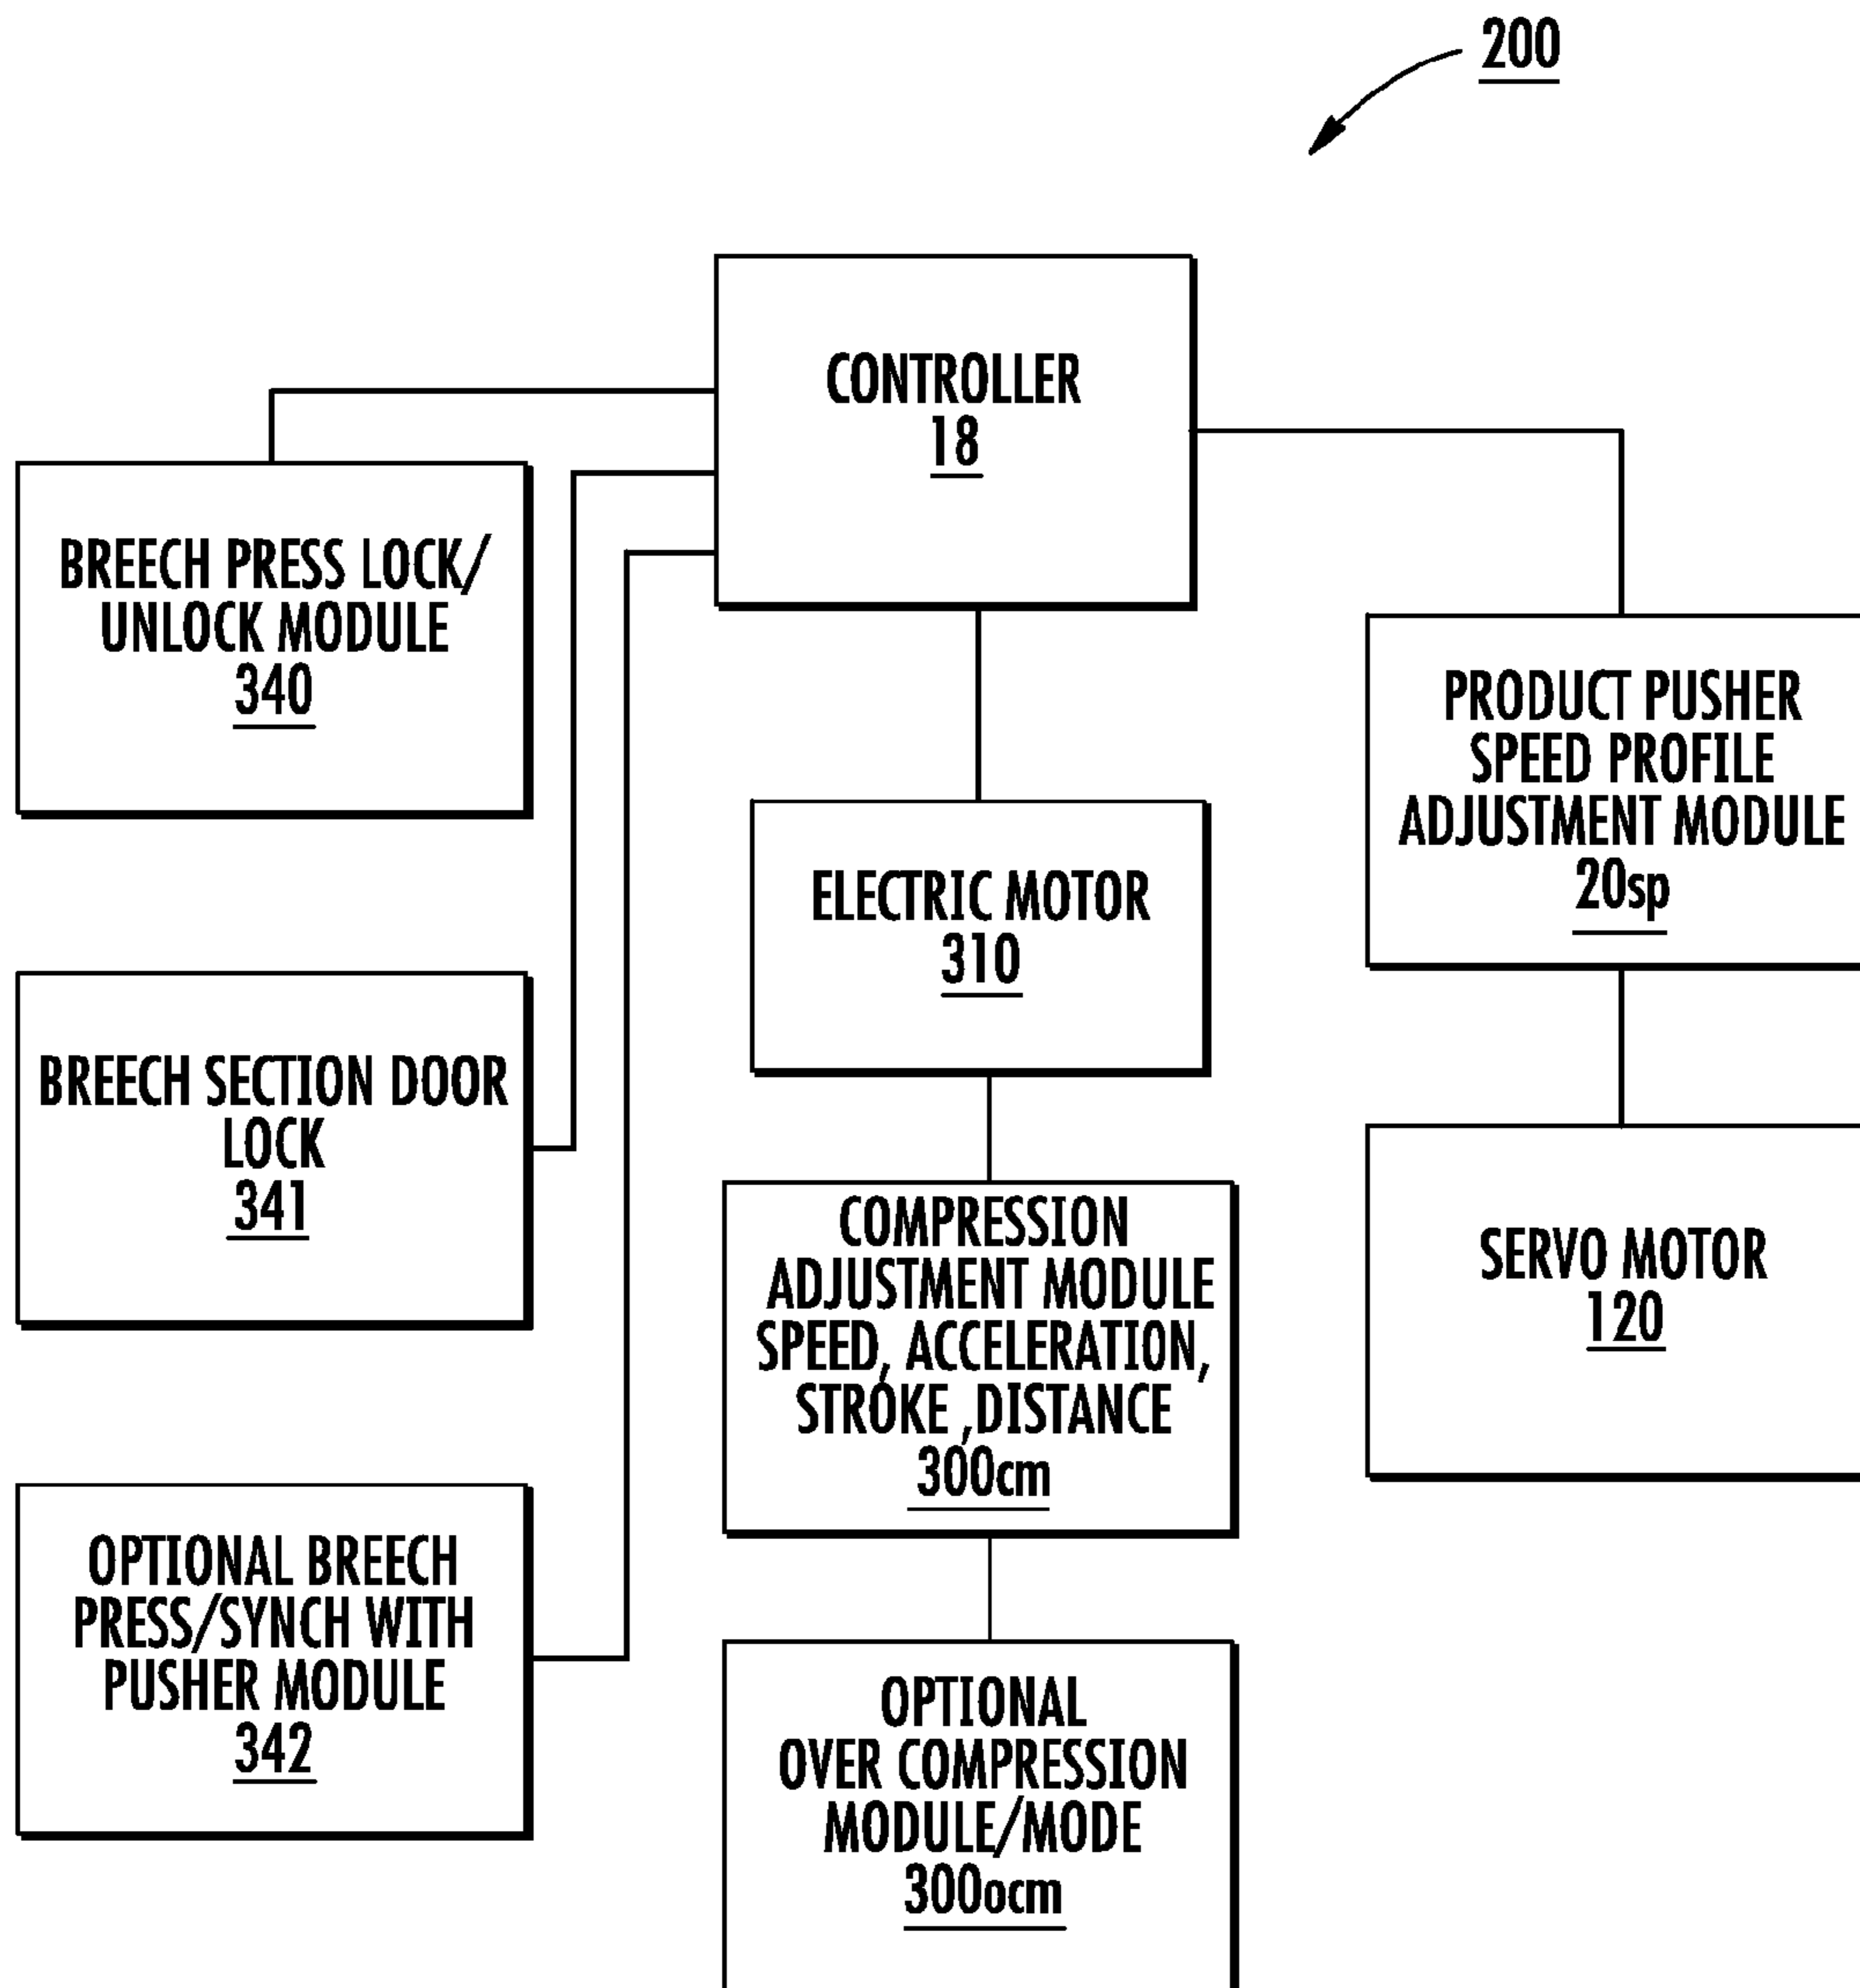 200
CONTROLLER
18
BREECH PRESS LOCK/
UNLOCK MODULE
340
PRODUCT PUSHER
SPEED PROFILE
ADJUSTMENT MODULE
20sp
ELECTRIC MOTOR
310
BREECH SECTION DOOR
LOCK
341
COMPRESSION
ADJUSTMENT MODULE
SPEED, ACCELERATION,
STROKE ,DISTANCE
300cm
SERVO MOTOR
120
OPTIONAL BREECH
PRESS/SYNCH WITH
PUSHER MODULE
342
OPTIONAL
OVER COMPRESSION
MODULE/MODE
300ocm